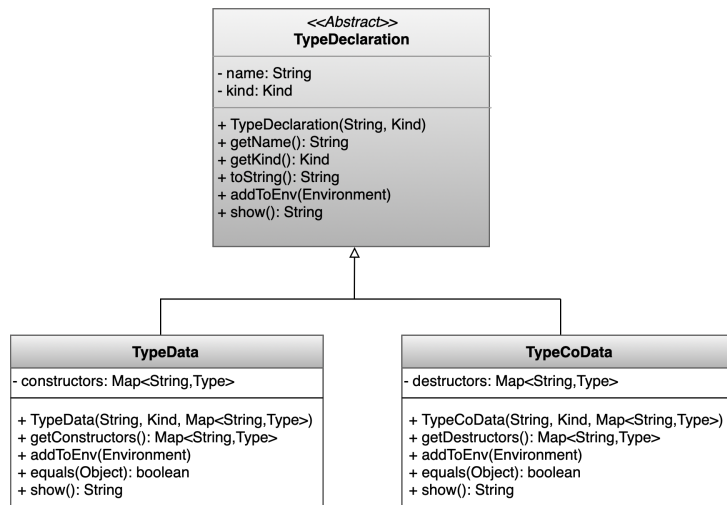 <<Abstract>>
TypeDeclaration
- name: String
- kind: Kind
+ TypeDeclaration(String, Kind)
+ getName(): String
+ getKind(): Kind
+ toString(): String
+ addToEnv(Environment)
+ show(): String
TypeData
- constructors: Map<String,Type>
+ TypeData(String, Kind, Map<String,Type>)
+ getConstructors(): Map<String,Type>
+ addToEnv(Environment)
+ equals(Object): boolean
+ show(): String
TypeCoData
- destructors: Map<String,Type>
+ TypeCoData(String, Kind, Map<String,Type>)
+ getDestructors(): Map<String,Type>
+ addToEnv(Environment)
+ equals(Object): boolean
+ show(): String